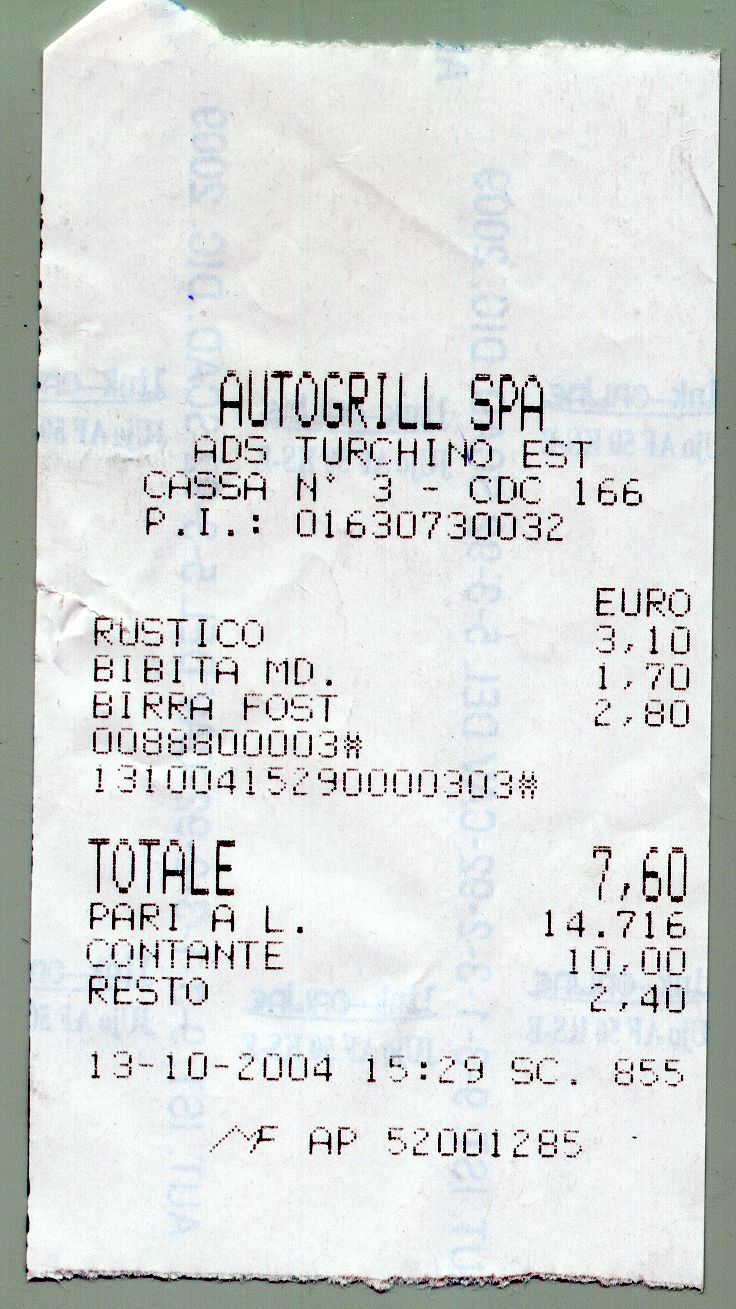 AUTOGRILL SPA
ADS TURCHINO EST
CASSA N° 3 - CDC 166
P.I.: 01630730032
EURO
RUSTICO 3,10
BIBITA MD. 1,70
BIRRA FOST 2,80
0088800003#
13100415290000303#
TOTALE 7,60
PARI A L. 14.716
CONTANTE 10,00
RESTO 2,40
13-10-2004 15:29 SC. 855
MF AP 52001285